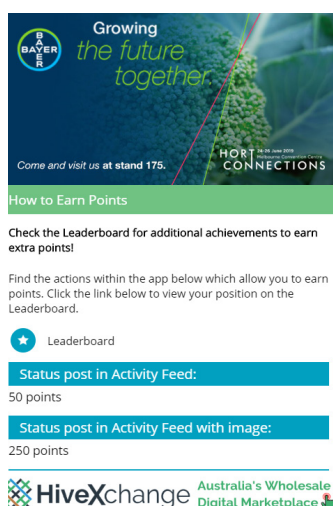 Growing
the future
together.
BAYER
BAYER
HORT 24-26 June 2019
Melbourne Convention Centre
CONNECTIONS
Come and visit us at stand 175.
How to Earn Points
Check the Leaderboard for additional achievements to earn
extra points!
Find the actions within the app below which allow you to earn
points. Click the link below to view your position on the
Leaderboard.
Leaderboard
Status post in Activity Feed:
50 points
Status post in Activity Feed with image:
250 points
HiveXchange
Australia's Wholesale
Digital Marketplace